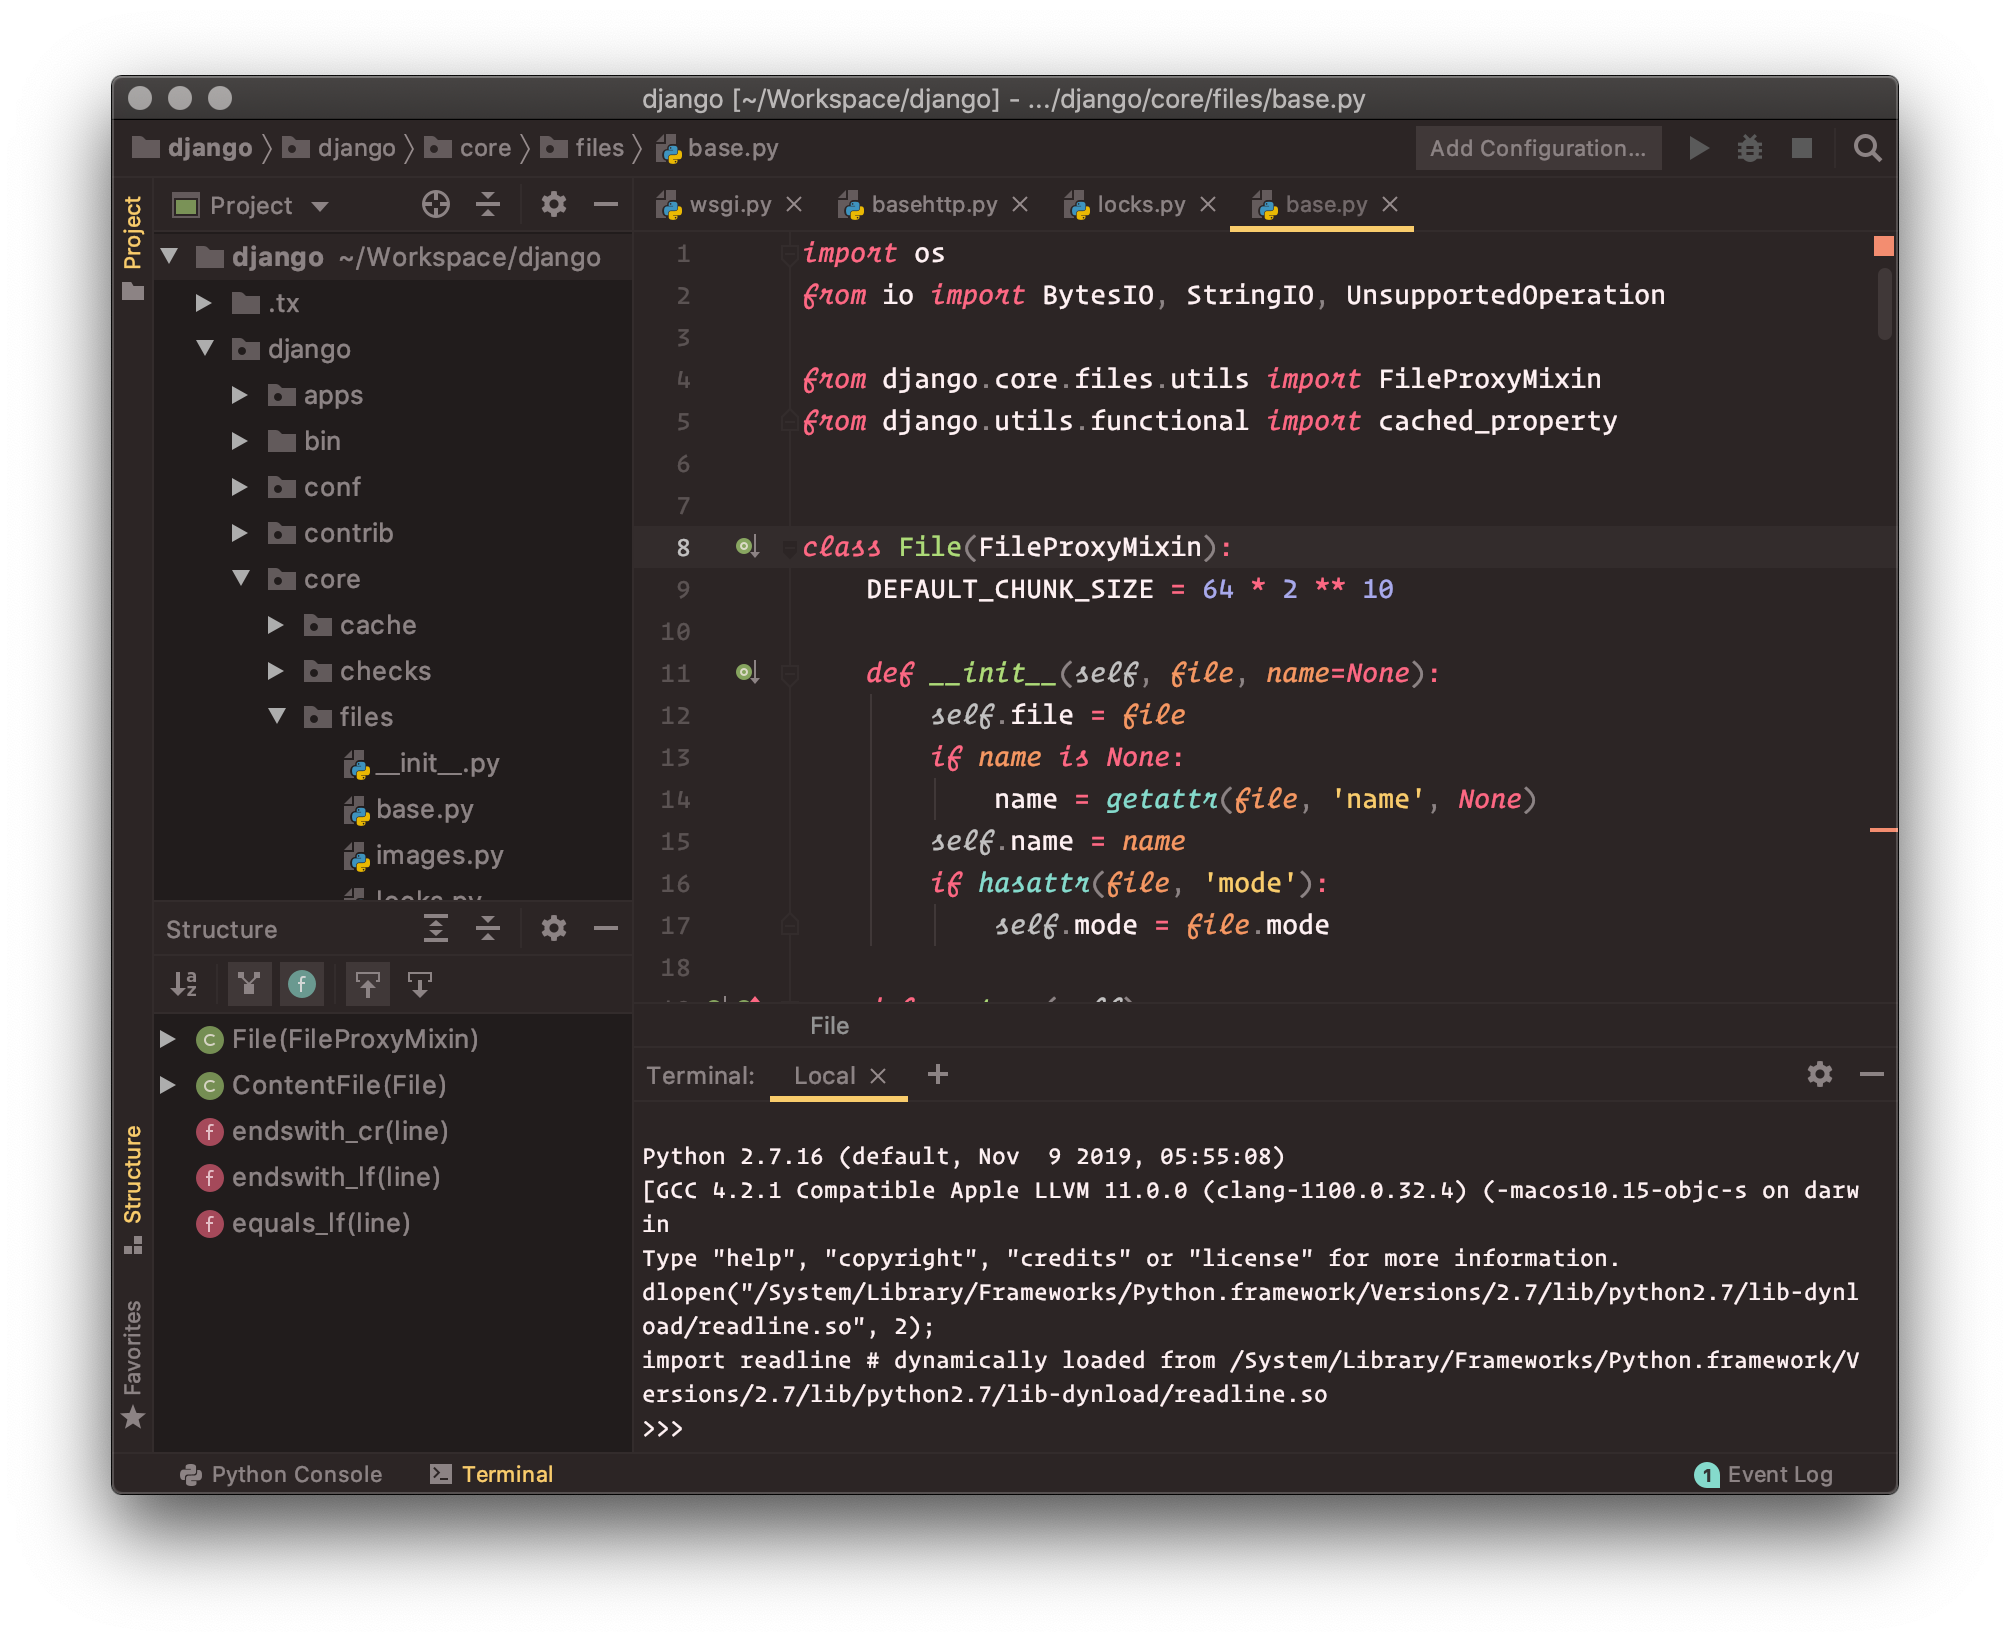 django [~/Workspace/django] - .../django/core/files/base.py
django django core files base.py
Add Configuration...
Project
Project
wsgi.py basehttp.py locks.py base.py
django ~/Workspace/django
.tx
django
apps
bin
conf
contrib
core
cache
checks
files
__init__.py
base.py
images.py
locks.py
1 import os
2 from io import BytesIO, StringIO, UnsupportedOperation
3
4 from django.core.files.utils import FileProxyMixin
5 from django.utils.functional import cached_property
6
7
8 class File(FileProxyMixin):
9 DEFAULT_CHUNK_SIZE = 64 * 2 ** 10
10
11 def __init__(self, file, name=None):
12 self.file = file
13 if name is None:
14 name = getattr(file, 'name', None)
15 self.name = name
16 if hasattr(file, 'mode'):
17 self.mode = file.mode
18
File
Structure
Structure
File(FileProxyMixin)
ContentFile(File)
endswith_cr(line)
endswith_lf(line)
equals_lf(line)
Favorites
Terminal: Local
Python 2.7.16 (default, Nov  9 2019, 05:55:08)
[GCC 4.2.1 Compatible Apple LLVM 11.0.0 (clang-1100.0.32.4) (-macos10.15-objc-s on darw
in
Type "help", "copyright", "credits" or "license" for more information.
dlopen("/System/Library/Frameworks/Python.framework/Versions/2.7/lib/python2.7/lib-dynl
oad/readline.so", 2);
import readline # dynamically loaded from /System/Library/Frameworks/Python.framework/V
ersions/2.7/lib/python2.7/lib-dynload/readline.so
>>>
Python Console Terminal
1 Event Log